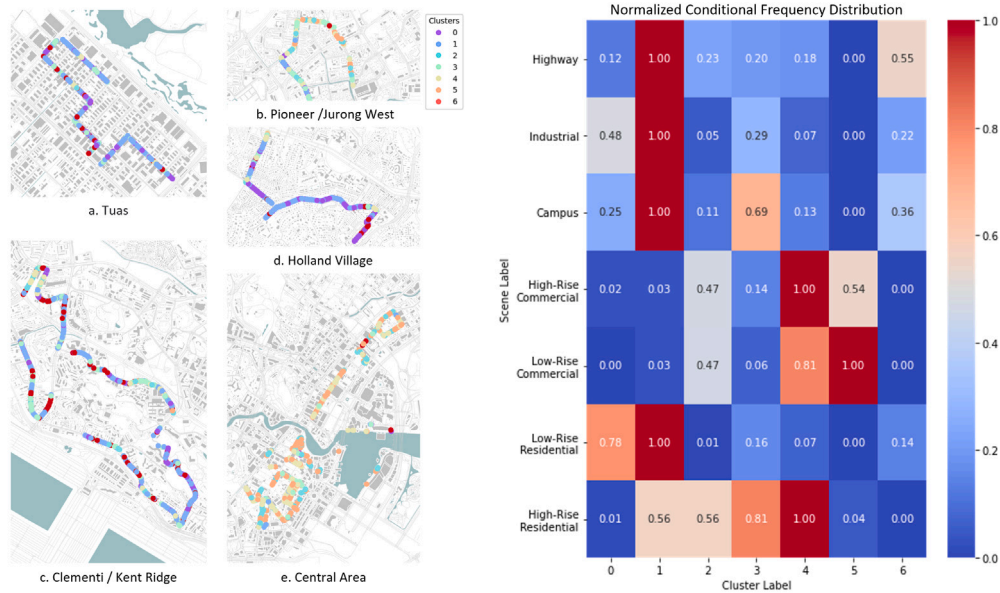 Clusters
0
1
2
3
4
5
6
a. Tuas
b. Pioneer /Jurong West
d. Holland Village
c. Clementi / Kent Ridge
e. Central Area
Normalized Conditional Frequency Distribution
Scene Label
Highway 0.12 1.00 0.23 0.20 0.18 0.00 0.55
Industrial 0.48 1.00 0.05 0.29 0.07 0.00 0.22
Campus 0.25 1.00 0.11 0.69 0.13 0.00 0.36
High-Rise
Commercial 0.02 0.03 0.47 0.14 1.00 0.54 0.00
Low-Rise
Commercial 0.00 0.03 0.47 0.06 0.81 1.00 0.00
Low-Rise
Residential 0.78 1.00 0.01 0.16 0.07 0.00 0.14
High-Rise
Residential 0.01 0.56 0.56 0.81 1.00 0.04 0.00
0 1 2 3 4 5 6
Cluster Label
1.0
0.8
0.6
0.4
0.2
0.0